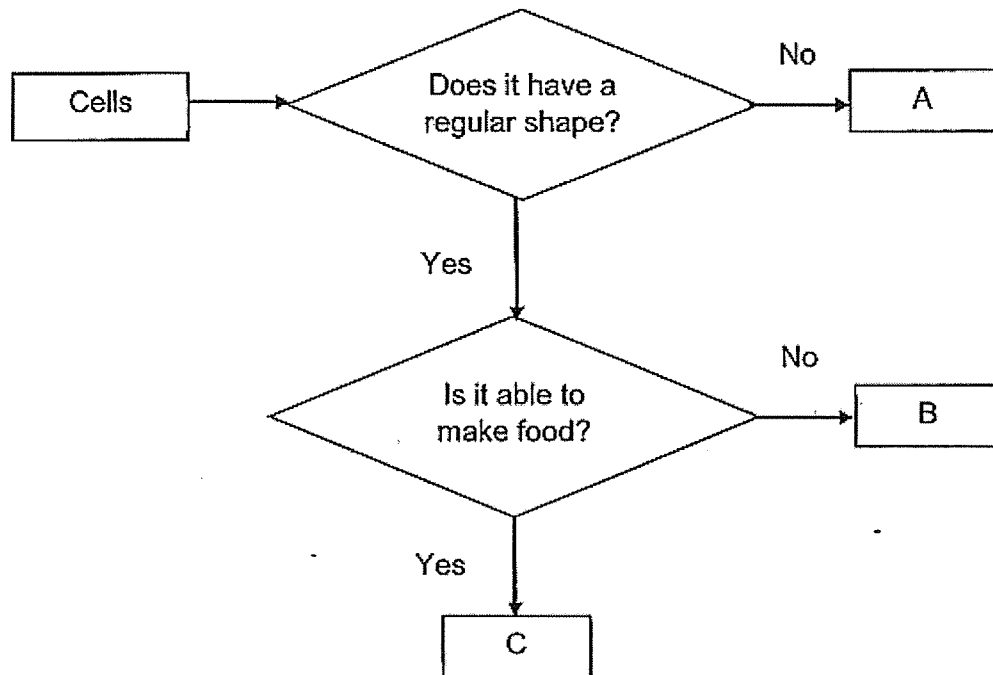 Cells
Does it have a
regular shape?
No
A
Yes
Is it able to
make food?
No
B
Yes
C